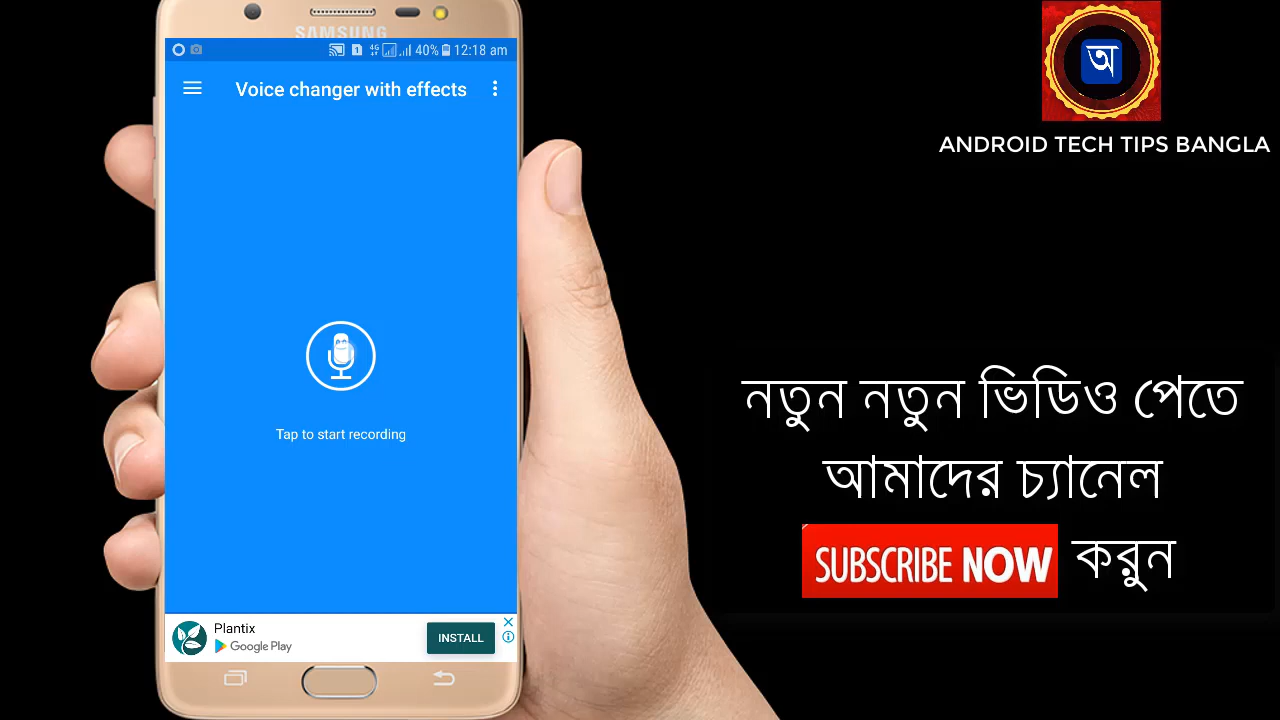 SAMSUNG
4G 40% 12:18 am
Voice changer with effects
Tap to start recording
Plantix
Google Play
INSTALL
অ
ANDROID TECH TIPS BANGLA
নতুন নতুন ভিডিও পেতে
আমাদের চ্যানেল
SUBSCRIBE NOW করুন